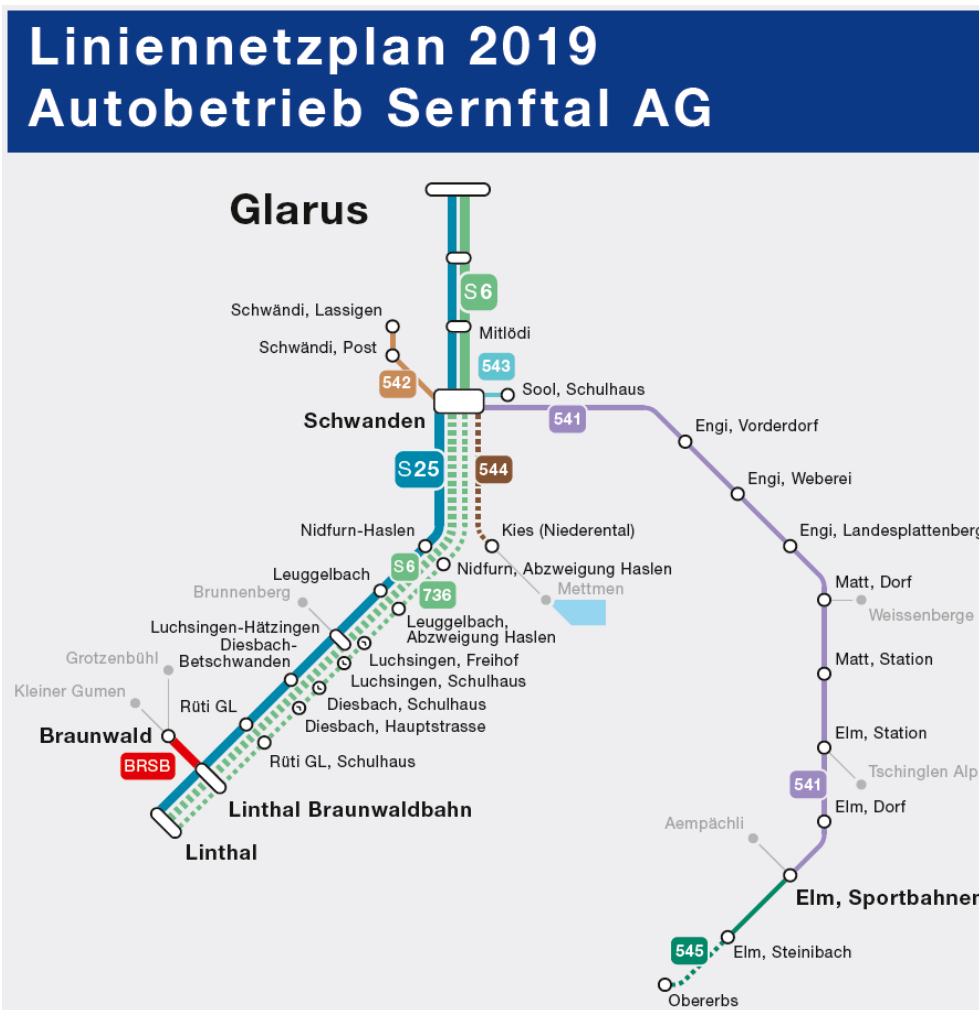 Liniennetzplan 2019
Autobetrieb Sernftal AG
Glarus
S6
Schwändi, Lassigen
Mitlödi
Schwändi, Post
543
542
Sool, Schulhaus
Schwanden
541
Engi, Vorderdorf
S25
544
Engi, Weberei
Nidfurn-Haslen
Kies (Niederental)
Engi, Landesplattenberg
S6
Nidfurn, Abzweigung Haslen
Leuggelbach
Brunnenberg
736
Mettmen
Matt, Dorf
Weissenberge
Leuggelbach,
Abzweigung Haslen
Luchsingen-Hätzingen
Diesbach-
Betschwanden
Luchsingen, Freihof
Matt, Station
Grotzenbühl
Luchsingen, Schulhaus
Kleiner Gumen
Rüti GL
Diesbach, Schulhaus
Diesbach, Hauptstrasse
Braunwald
Elm, Station
Rüti GL, Schulhaus
BRSB
Tschinglen Alp
541
Linthal Braunwaldbahn
Elm, Dorf
Aempächli
Linthal
Elm, Sportbahnen
545
Elm, Steinibach
Obererbs